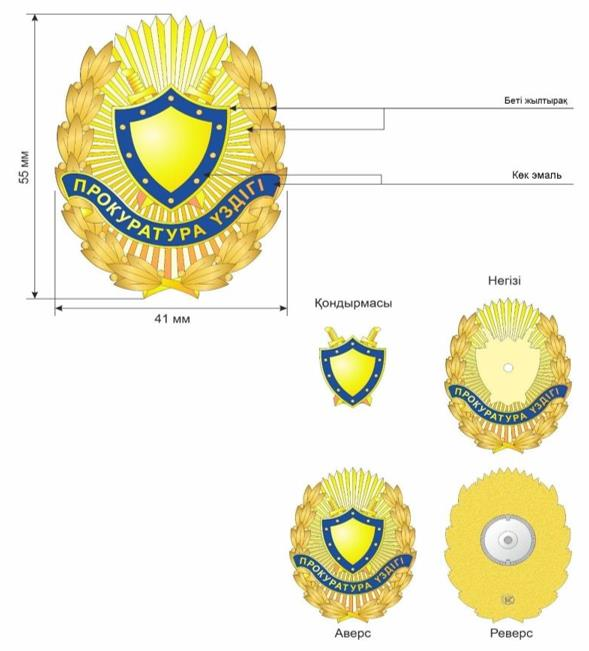 55 мм
Беті жылтырақ
Көк эмаль
ПРОКУРАТУРА ҮЗДІГІ
41 мм
Қондырмасы
Негізі
ПРОКУРАТУРА ҮЗДІГІ
ПРОКУРАТУРА ҮЗДІГІ
Аверс
Реверс